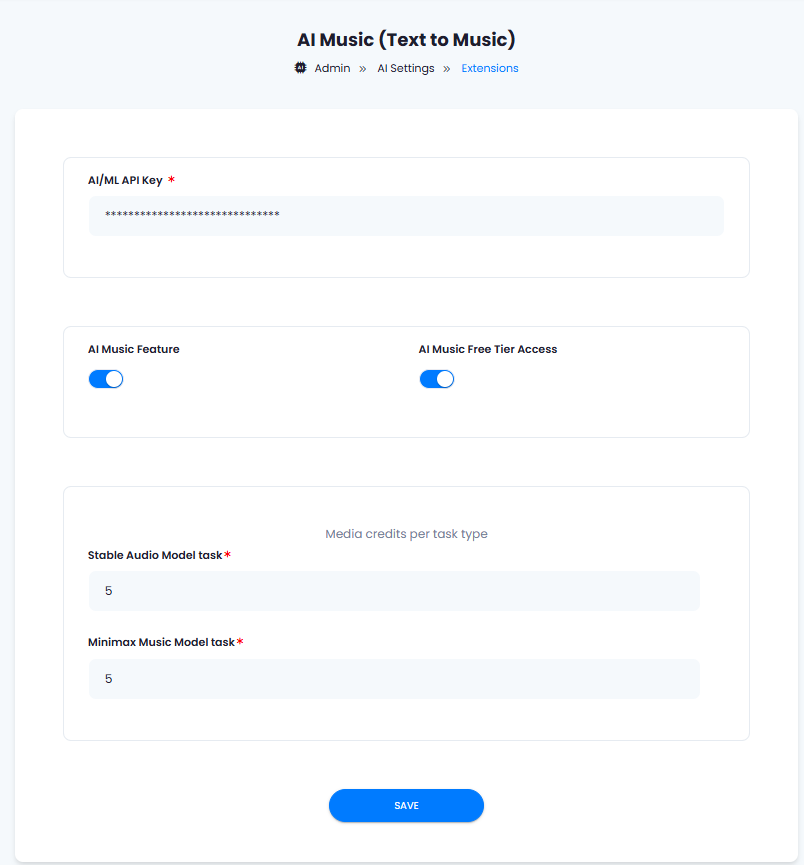 AI Music (Text to Music)
AI Admin » AI Settings » Extensions
AI/ML API Key *
******************************
AI Music Feature AI Music Free Tier Access
Media credits per task type
Stable Audio Model task*
5
Minimax Music Model task*
5
SAVE